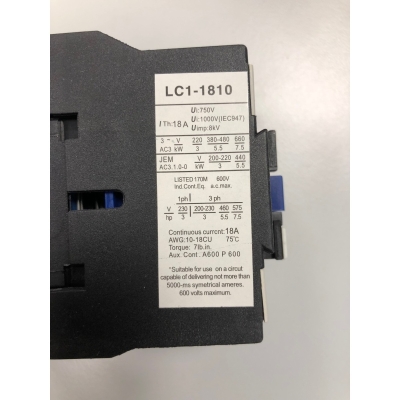 LC1-1810
Ui:750V
Ui:1000V(IEC947)
Uimp:8kV
ITh:18A
3~ V 220 380-480 660
AC3 kW 3 5.5 7.5
JEM V 200-220 440
AC3,1.0-0 kW 3 5.5
LISTED 170M 600V
Ind.Cont.Eq. a.c.max.
1ph 3 ph
V 230 200-230 460 575
hp 3 3 5.5 7.5
Continuous current:18A
AWG:10-18CU 75℃
Torque: 7lb.in.
Aux. Cont.: A600 P 600
"Suitable for use on a circut
capable of delivering not more than
5000-ms symetrical ameres.
600 volts maximum.